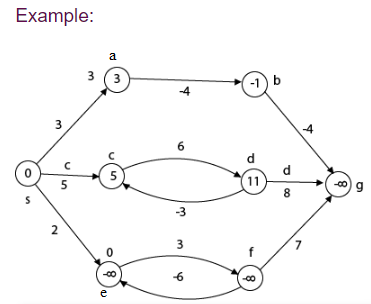 Example:
a
3 3 -4 -1 b
3 -4
6
c c d d
0 5 5 11 8 -∞ g
s -3
2
0 3 f 7
-∞ -6 -∞
e